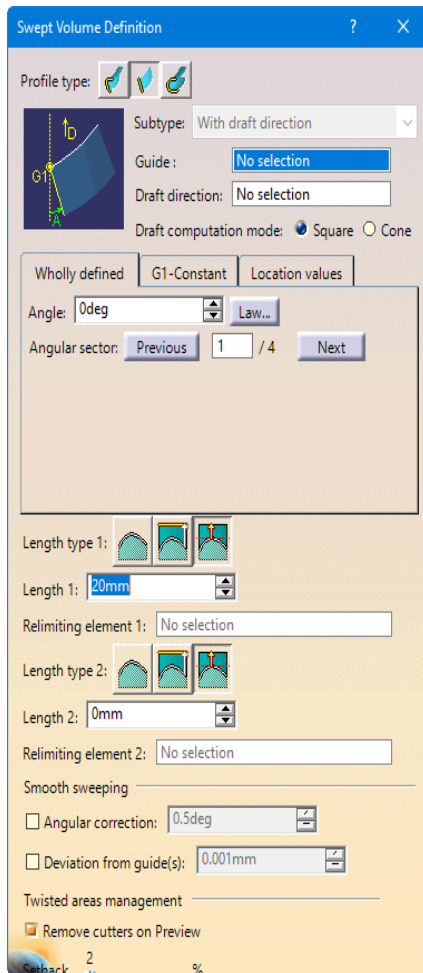 Swept Volume Definition ? X
Profile type:
D
G1
A
Subtype: With draft direction
Guide : No selection
Draft direction: No selection
Draft computation mode: Square Cone
Wholly defined G1-Constant Location values
Angle: 0deg Law...
Angular sector: Previous 1 / 4 Next
Length type 1:
Length 1: 20mm
Relimiting element 1: No selection
Length type 2:
Length 2: 0mm
Relimiting element 2: No selection
Smooth sweeping
Angular correction: 0.5deg
Deviation from guide(s): 0.001mm
Twisted areas management
Remove cutters on Preview
Setback 2 %